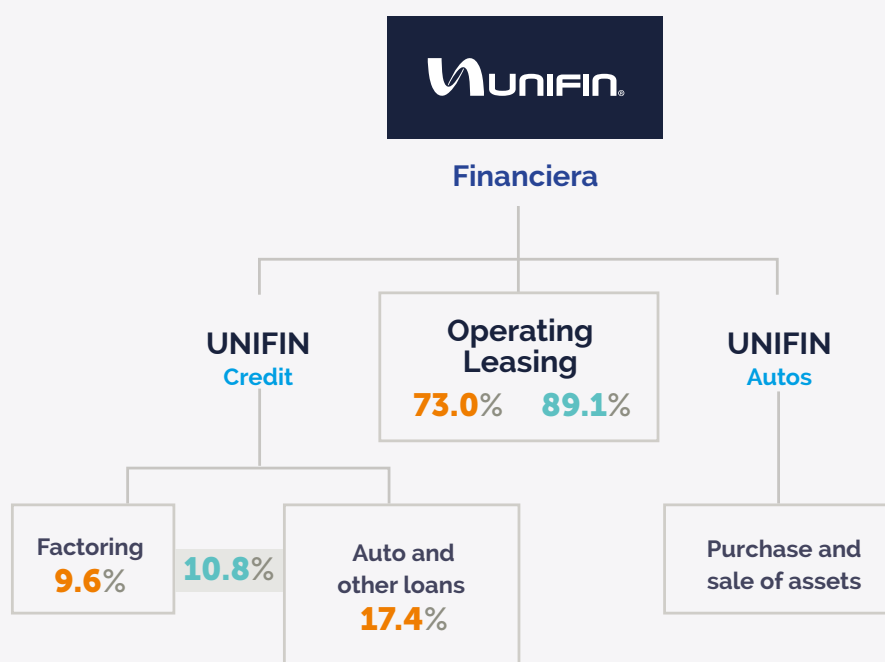 UNIFIN®
Financiera
UNIFIN
Credit
Operating
Leasing
73.0% 89.1%
UNIFIN
Autos
Factoring
9.6%
10.8%
Auto and
other loans
17.4%
Purchase and
sale of assets